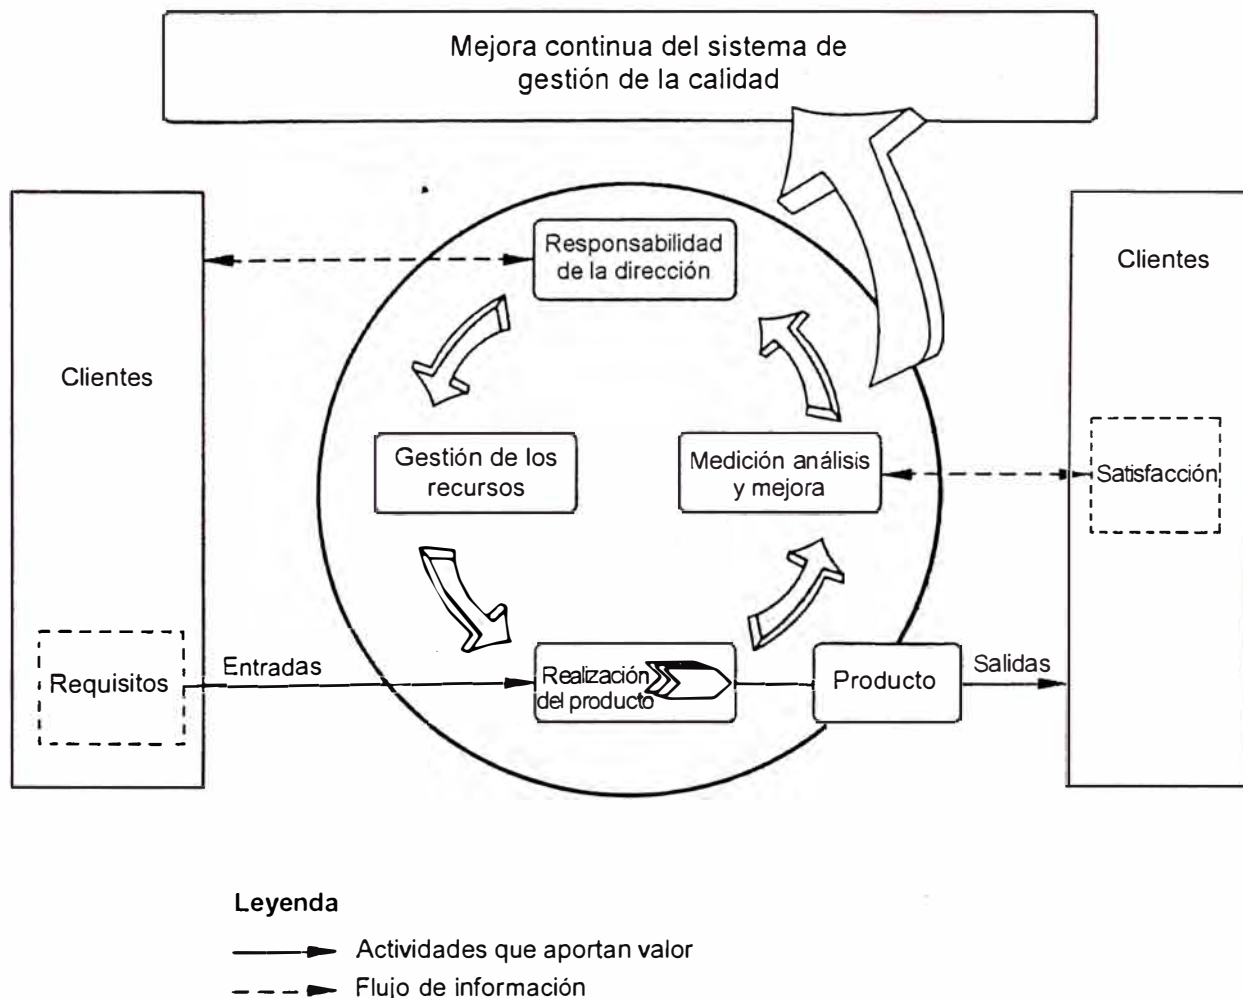 Mejora continua del sistema de
gestión de la calidad
Responsabilidad
de la dirección
Clientes
Clientes
Gestión de los
recursos
Medición análisis
y mejora
Satisfacción
Requisitos
Entradas
Realización
del producto
Producto
Salidas
Leyenda
Actividades que aportan valor
Flujo de información